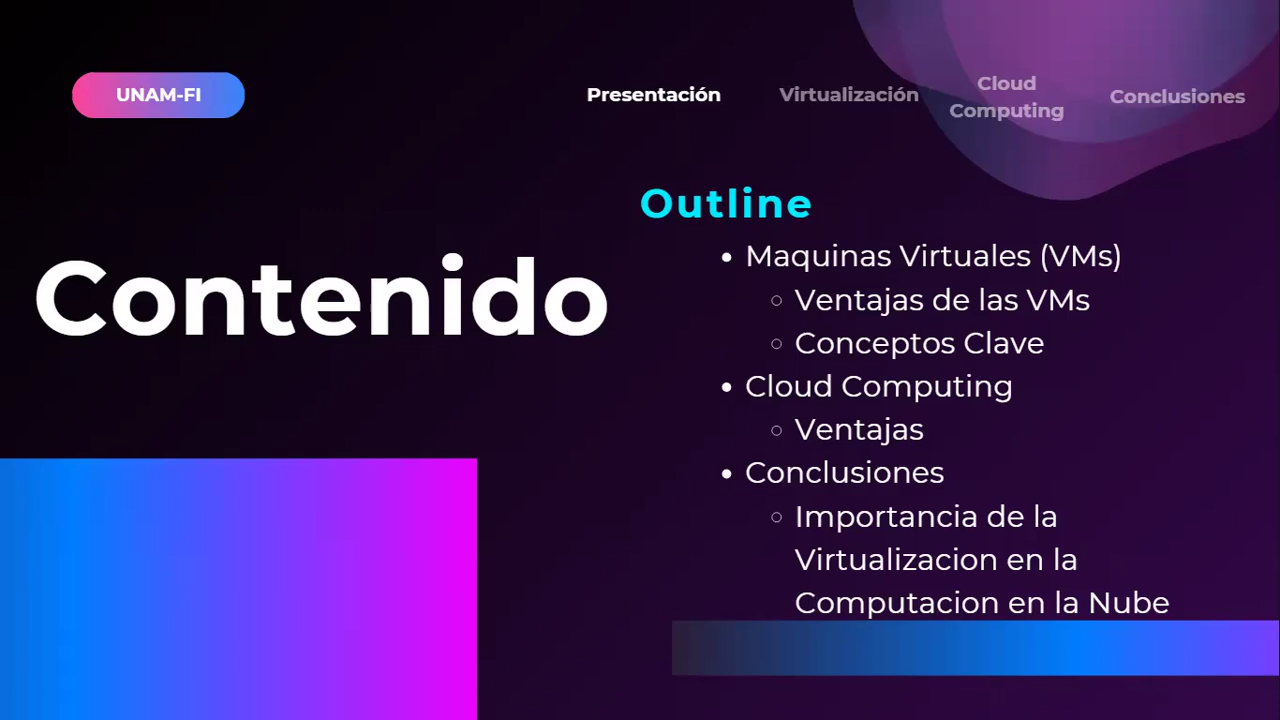 UNAM-FI
Presentación
Virtualización
Cloud
Computing
Conclusiones
Contenido
Outline
• Maquinas Virtuales (VMs)
○ Ventajas de las VMs
○ Conceptos Clave
• Cloud Computing
○ Ventajas
• Conclusiones
○ Importancia de la
Virtualizacion en la
Computacion en la Nube